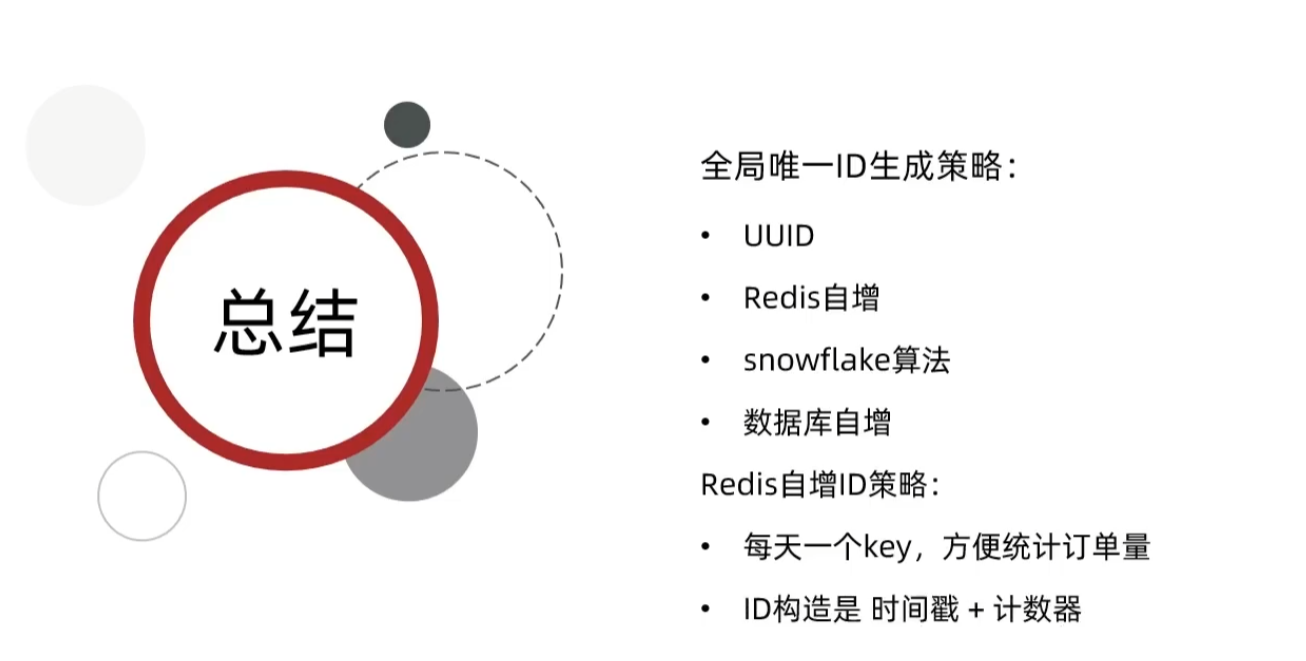 总结
全局唯一ID生成策略：
• UUID
• Redis自增
• snowflake算法
• 数据库自增
Redis自增ID策略：
• 每天一个key，方便统计订单量
• ID构造是 时间戳 + 计数器